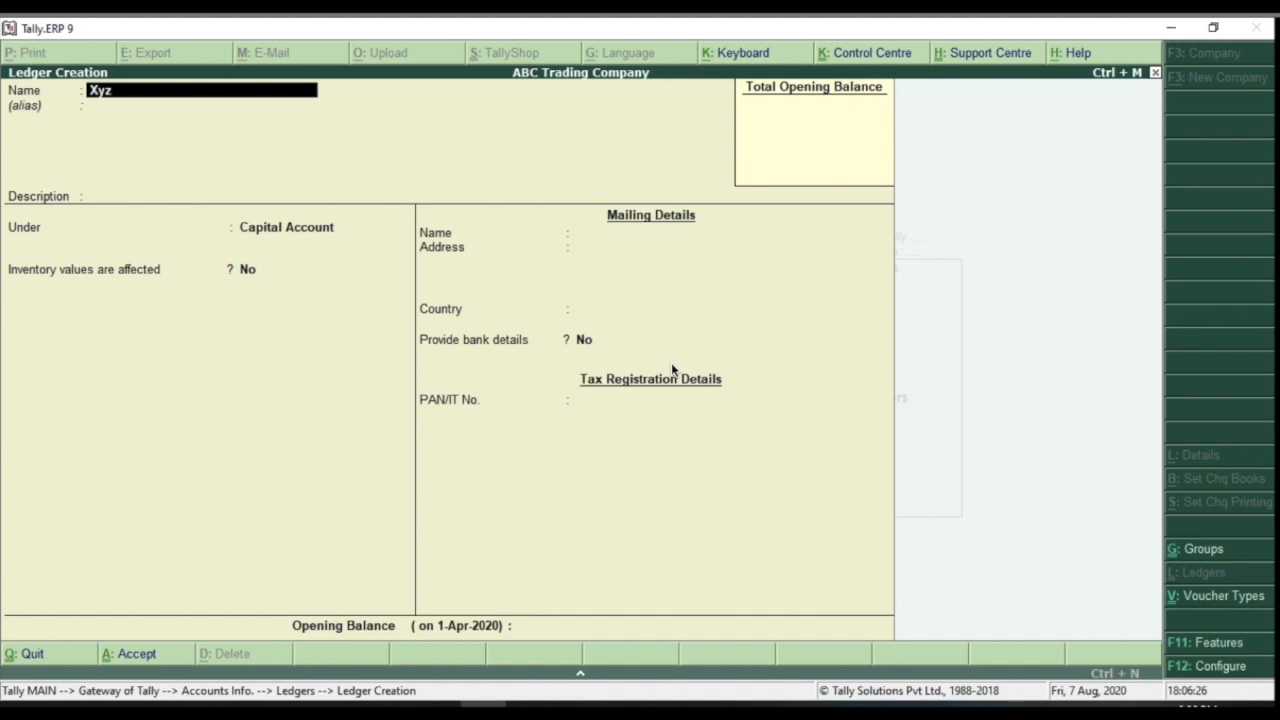 Tally.ERP 9
P: Print E: Export M: E-Mail O: Upload S: TallyShop G: Language K: Keyboard K: Control Centre H: Support Centre H: Help
F3: Company
Ledger Creation ABC Trading Company Ctrl + M
F3: New Company
Name : Xyz
(alias) :
Total Opening Balance
Description :
Under : Capital Account
Inventory values are affected ? No
Mailing Details
Name :
Address :
Country :
Provide bank details ? No
Tax Registration Details
PAN/IT No. :
Opening Balance ( on 1-Apr-2020) :
L: Details
B: Set Chq Books
S: Set Chq Printing
G: Groups
L: Ledgers
V: Voucher Types
F11: Features
F12: Configure
Q: Quit A: Accept D: Delete
Ctrl + N
Tally MAIN --> Gateway of Tally --> Accounts Info. --> Ledgers --> Ledger Creation © Tally Solutions Pvt Ltd., 1988-2018 Fri, 7 Aug, 2020 18:06:26